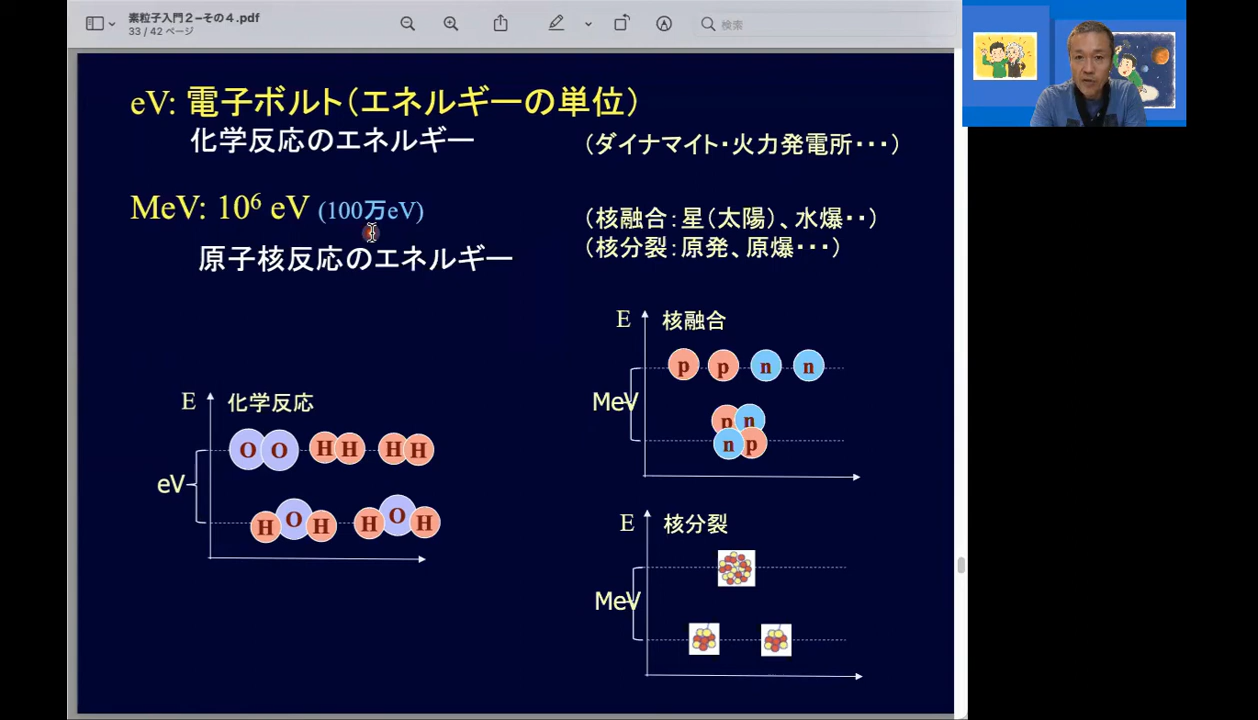 素粒子入門２−その４.pdf
33 / 42 ページ
検索
eV: 電子ボルト（エネルギーの単位）
化学反応のエネルギー
（ダイナマイト・火力発電所・・・）
MeV: 10⁶ eV (100万eV)
（核融合：星（太陽）、水爆・・）
（核分裂：原発、原爆・・・）
原子核反応のエネルギー
E 核融合
p p n n
MeV
p n
n p
E 化学反応
O O H H H H
eV
H O H H O H
E 核分裂
MeV